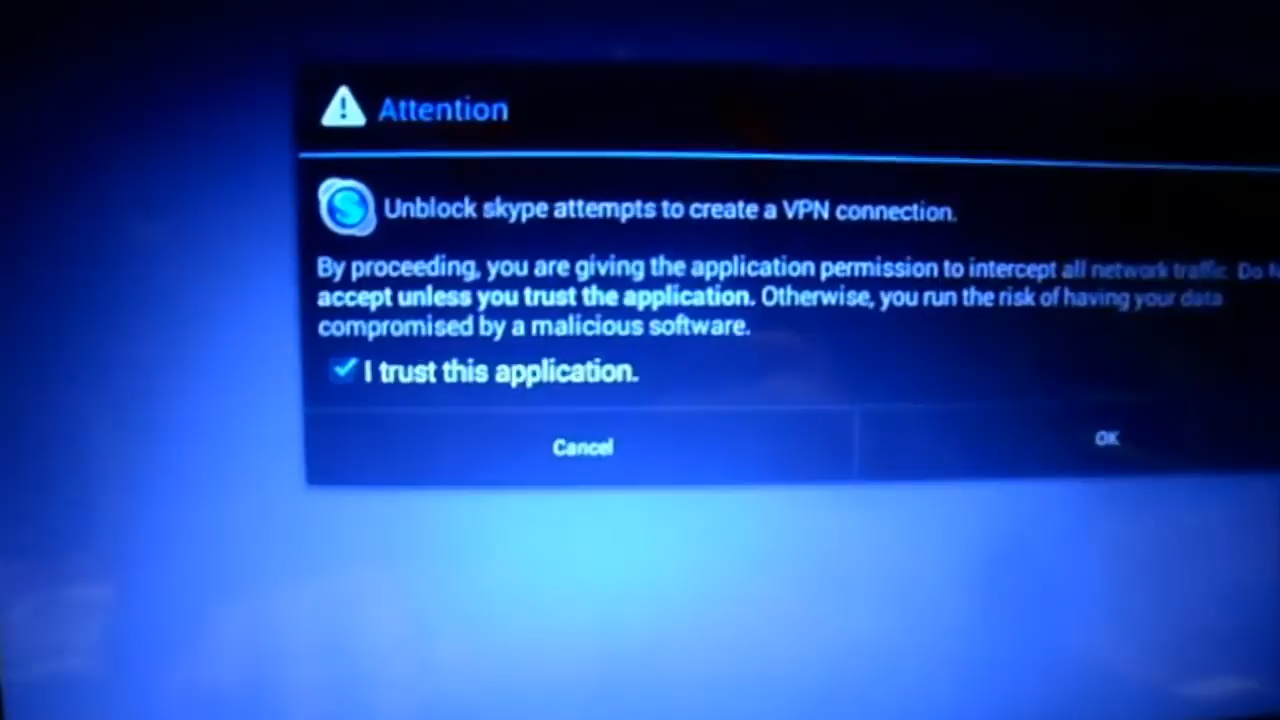 Attention
Unblock skype attempts to create a VPN connection.
By proceeding, you are giving the application permission to intercept all network traffic. Do
accept unless you trust the application. Otherwise, you run the risk of having your data
compromised by a malicious software.
I trust this application.
Cancel
OK